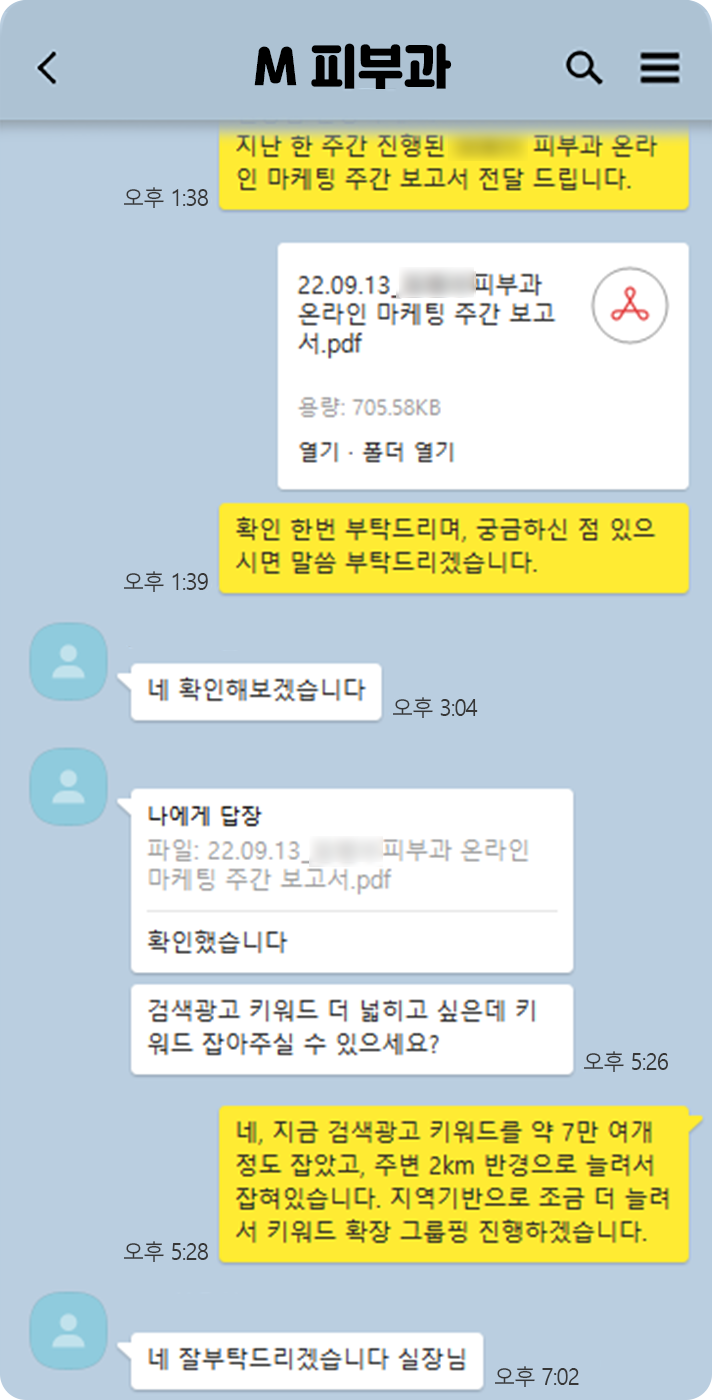 M 피부과
지난 한 주간 진행된 피부과 온라
인 마케팅 주간 보고서 전달 드립니다.
오후 1:38
22.09.13_피부과
온라인 마케팅 주간 보고
서.pdf
용량: 705.58KB
열기 · 폴더 열기
확인 한번 부탁드리며, 궁금하신 점 있으
시면 말씀 부탁드리겠습니다.
오후 1:39
네 확인해보겠습니다
오후 3:04
나에게 답장
파일: 22.09.13_피부과 온라인
마케팅 주간 보고서.pdf
확인했습니다
검색광고 키워드 더 넓히고 싶은데 키
워드 잡아주실 수 있으세요?
오후 5:26
네, 지금 검색광고 키워드를 약 7만 여개
정도 잡았고, 주변 2km 반경으로 늘려서
잡혀있습니다. 지역기반으로 조금 더 늘려
서 키워드 확장 그룹핑 진행하겠습니다.
오후 5:28
네 잘부탁드리겠습니다 실장님
오후 7:02